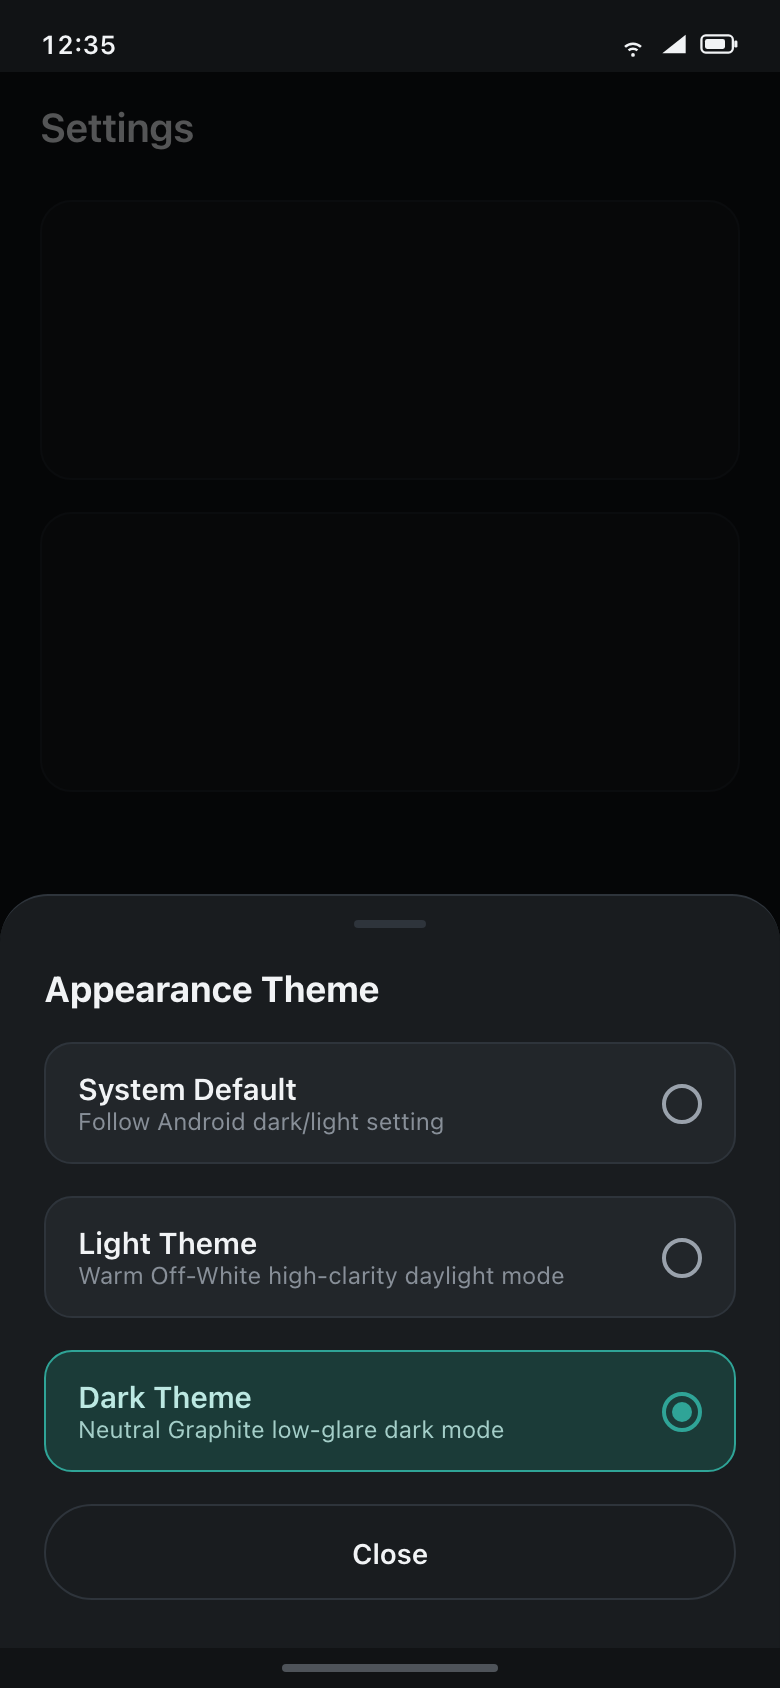 12:35
Settings
Appearance Theme
System Default
Follow Android dark/light setting
Light Theme
Warm Off-White high-clarity daylight mode
Dark Theme
Neutral Graphite low-glare dark mode
Close